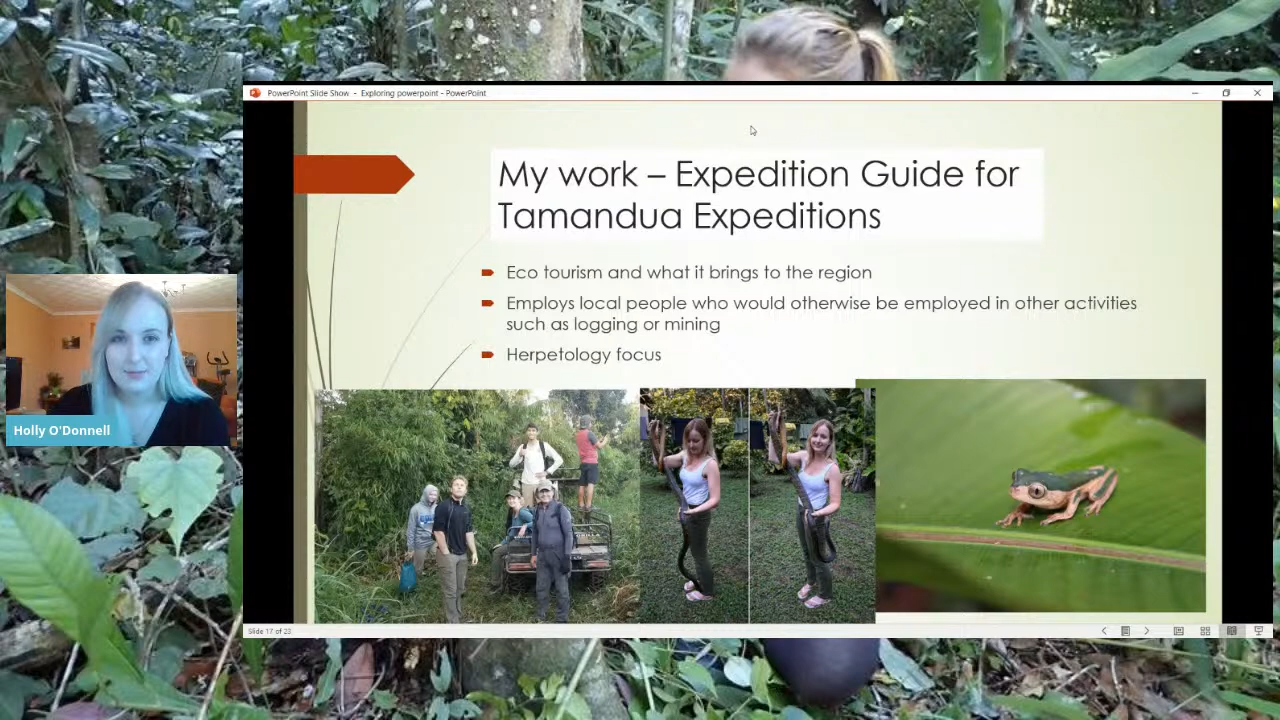 PowerPoint Slide Show - Exploring powerpoint - PowerPoint
My work – Expedition Guide for
Tamandua Expeditions
Eco tourism and what it brings to the region
Employs local people who would otherwise be employed in other activities
such as logging or mining
Herpetology focus
Holly O'Donnell
Slide 17 of 23